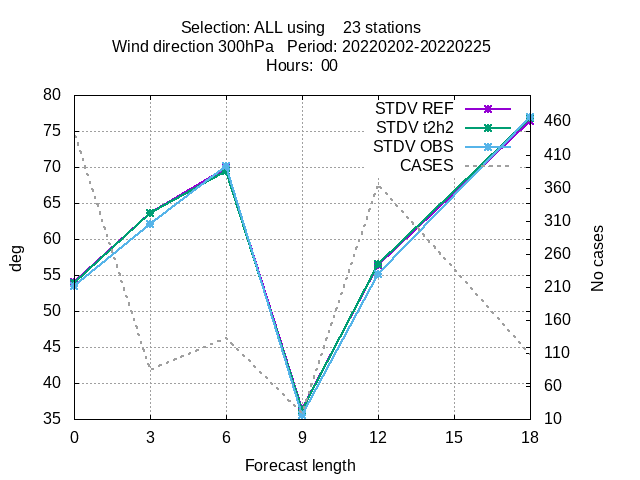 Selection: ALL using    23 stations
Wind direction 300hPa   Period: 20220202-20220225
Hours:  00
80
75
70
65
60
55
50
45
40
35
deg
STDV REF
STDV t2h2
STDV OBS
CASES
460
410
360
310
260
210
160
110
60
10
No cases
0 3 6 9 12 15 18
Forecast length